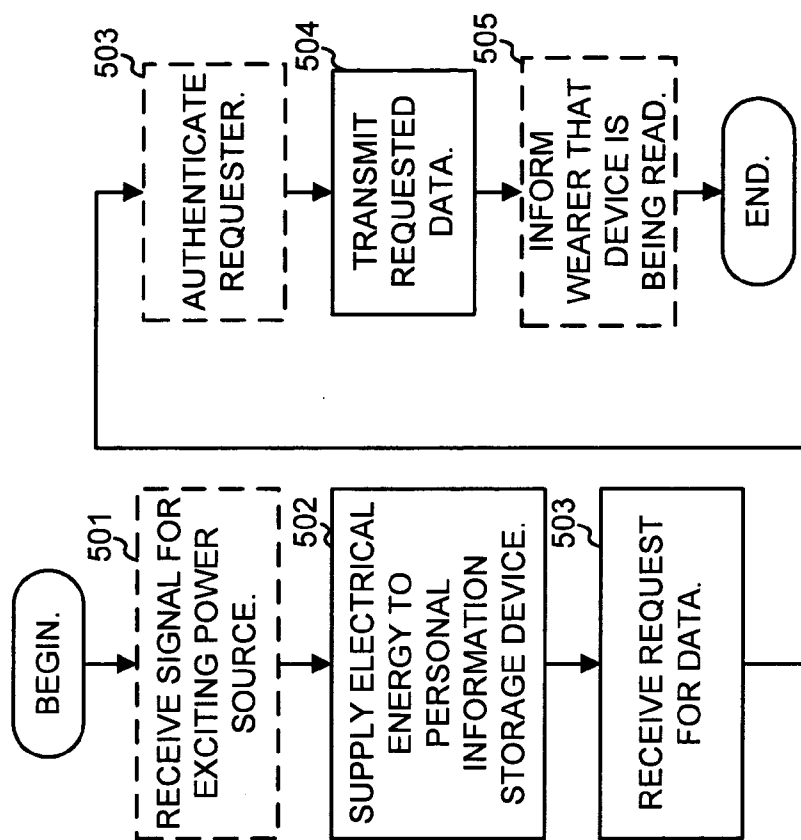 BEGIN.
501
RECEIVE SIGNAL FOR
EXCITING POWER
SOURCE.
502
SUPPLY ELECTRICAL
ENERGY TO
PERSONAL
INFORMATION
STORAGE DEVICE.
503
RECEIVE REQUEST
FOR DATA.
503
AUTHENTICATE
REQUESTER.
504
TRANSMIT
REQUESTED
DATA.
505
INFORM
WEARER THAT
DEVICE IS
BEING READ.
END.